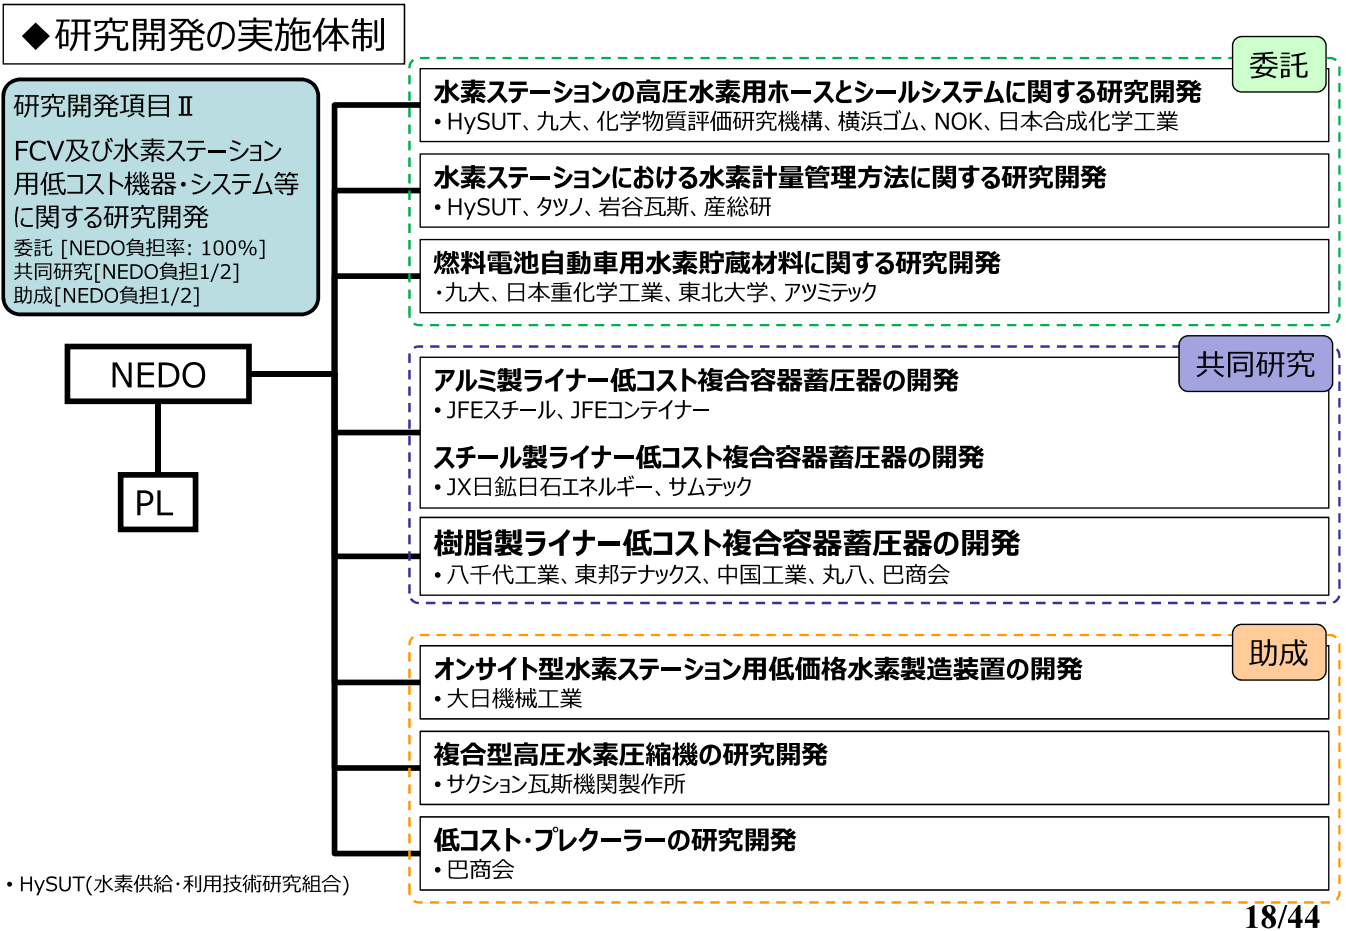 ◆研究開発の実施体制
研究開発項目Ⅱ
FCV及び水素ステーション
用低コスト機器・システム等
に関する研究開発
委託 [NEDO負担率: 100%]
共同研究[NEDO負担1/2]
助成[NEDO負担1/2]
NEDO
PL
委託
水素ステーションの高圧水素用ホースとシールシステムに関する研究開発
・HySUT、九大、化学物質評価研究機構、横浜ゴム、NOK、日本合成化学工業
水素ステーションにおける水素計量管理方法に関する研究開発
・HySUT、タツノ、岩谷瓦斯、産総研
燃料電池自動車用水素貯蔵材料に関する研究開発
・九大、日本重化学工業、東北大学、アツミテック
共同研究
アルミ製ライナー低コスト複合容器蓄圧器の開発
・JFEスチール、JFEコンテイナー
スチール製ライナー低コスト複合容器蓄圧器の開発
・JX日鉱日石エネルギー、サムテック
樹脂製ライナー低コスト複合容器蓄圧器の開発
・八千代工業、東邦テナックス、中国工業、丸八、巴商会
助成
オンサイト型水素ステーション用低価格水素製造装置の開発
・大日機械工業
複合型高圧水素圧縮機の研究開発
・サクション瓦斯機関製作所
低コスト・プレクーラーの研究開発
・巴商会
・HySUT(水素供給・利用技術研究組合)
18/44